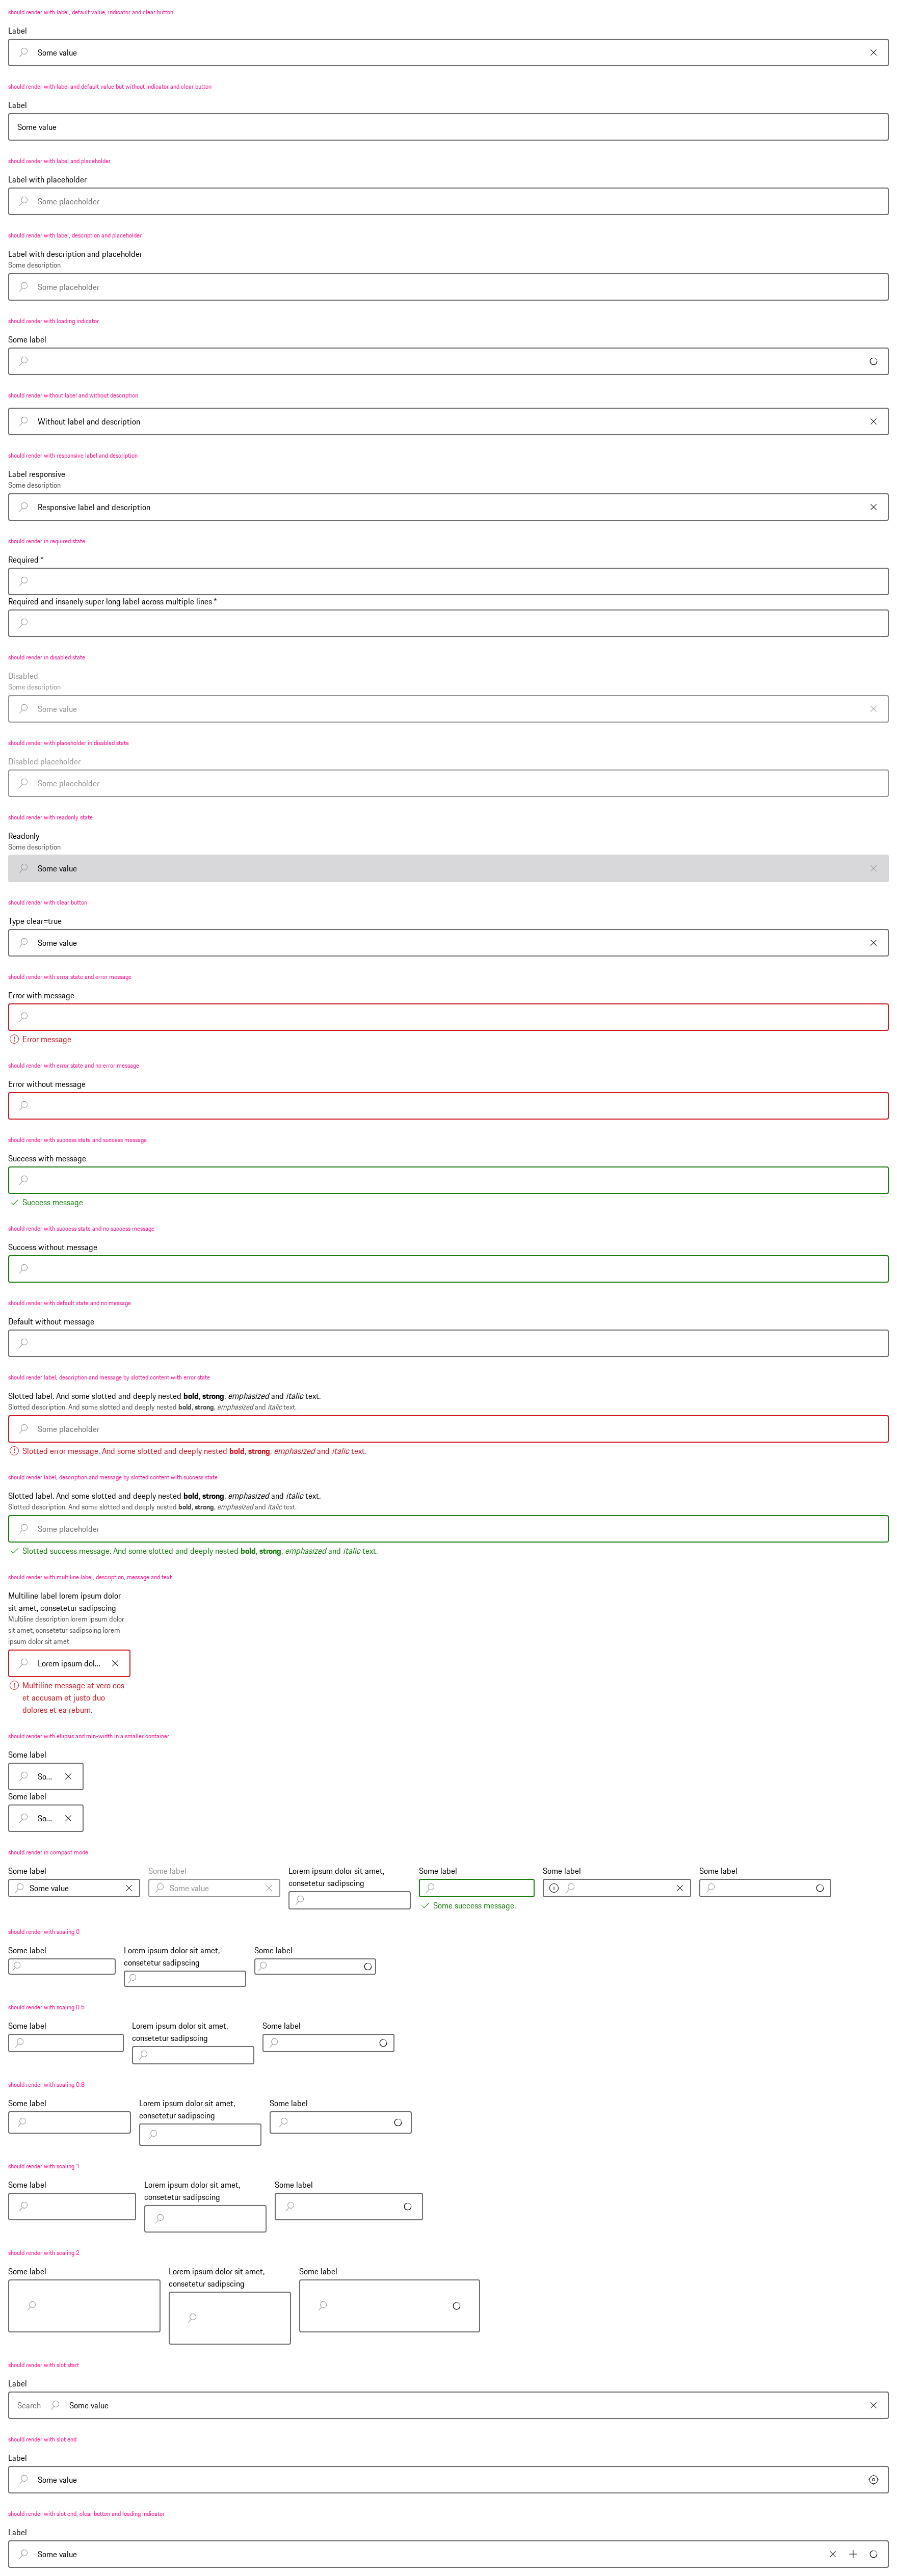 should render with label, default value, indicator and clear button
Label
Some value
should render with label and default value but without indicator and clear button
Label
Some value
should render with label and placeholder
Label with placeholder
Some placeholder
should render with label, description and placeholder
Label with description and placeholder
Some description
Some placeholder
should render with loading indicator
Some label
should render without label and without description
Without label and description
should render with responsive label and description
Label responsive
Some description
Responsive label and description
should render in required state
Required *
Required and insanely super long label across multiple lines *
should render in disabled state
Disabled
Some description
Some value
should render with placeholder in disabled state
Disabled placeholder
Some placeholder
should render with readonly state
Readonly
Some description
Some value
should render with clear button
Type clear=true
Some value
should render with error state and error message
Error with message
Error message
should render with error state and no error message
Error without message
should render with success state and success message
Success with message
Success message
should render with success state and no success message
Success without message
should render with default state and no message
Default without message
should render label, description and message by slotted content with error state
Slotted label. And some slotted and deeply nested bold, strong, emphasized and italic text.
Slotted description. And some slotted and deeply nested bold, strong, emphasized and italic text.
Some placeholder
Slotted error message. And some slotted and deeply nested bold, strong, emphasized and italic text.
should render label, description and message by slotted content with success state
Slotted label. And some slotted and deeply nested bold, strong, emphasized and italic text.
Slotted description. And some slotted and deeply nested bold, strong, emphasized and italic text.
Some placeholder
Slotted success message. And some slotted and deeply nested bold, strong, emphasized and italic text.
should render with multiline label, description, message and text
Multiline label lorem ipsum dolor
sit amet, consetetur sadipscing
Multiline description lorem ipsum dolor
sit amet, consetetur sadipscing lorem
ipsum dolor sit amet
Lorem ipsum dol...
Multiline message at vero eos
et accusam et justo duo
dolores et ea rebum.
should render with ellipsis and min-width in a smaller container
Some label
So...
Some label
So...
should render in compact mode
Some label
Some value
Some label
Some value
Lorem ipsum dolor sit amet,
consetetur sadipscing
Some label
Some success message.
Some label
Some label
should render with scaling 0
Some label
Lorem ipsum dolor sit amet,
consetetur sadipscing
Some label
should render with scaling 0.5
Some label
Lorem ipsum dolor sit amet,
consetetur sadipscing
Some label
should render with scaling 0.8
Some label
Lorem ipsum dolor sit amet,
consetetur sadipscing
Some label
should render with scaling 1
Some label
Lorem ipsum dolor sit amet,
consetetur sadipscing
Some label
should render with scaling 2
Some label
Lorem ipsum dolor sit amet,
consetetur sadipscing
Some label
should render with slot start
Label
Search Some value
should render with slot end
Label
Some value
should render with slot end, clear button and loading indicator
Label
Some value